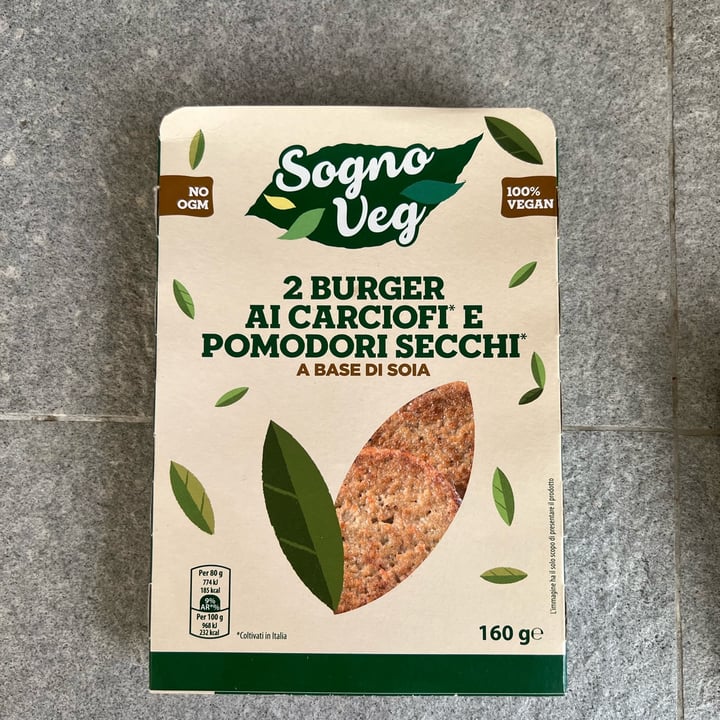 Sogno
Veg
NO
OGM
100%
VEGAN
2 BURGER
AI CARCIOFI* E
POMODORI SECCHI*
A BASE DI SOIA
L'immagine ha il solo scopo di presentare il prodotto
Per 80 g
774 kJ
185 kcal
9%
AR*%
Per 100 g
968 kJ
232 kcal
*Coltivati in Italia
160 g℮